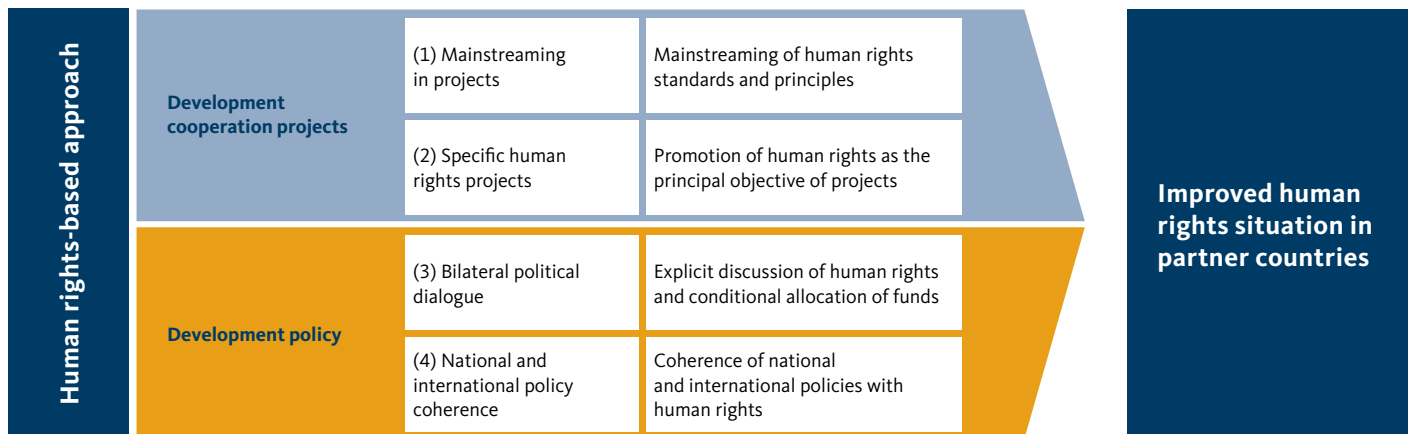 Human rights-based approach
Development
cooperation projects
(1) Mainstreaming
in projects
Mainstreaming of human rights
standards and principles
(2) Specific human
rights projects
Promotion of human rights as the
principal objective of projects
Development policy
(3) Bilateral political
dialogue
Explicit discussion of human rights
and conditional allocation of funds
(4) National and
international policy
coherence
Coherence of national
and international policies with
human rights
Improved human
rights situation in
partner countries